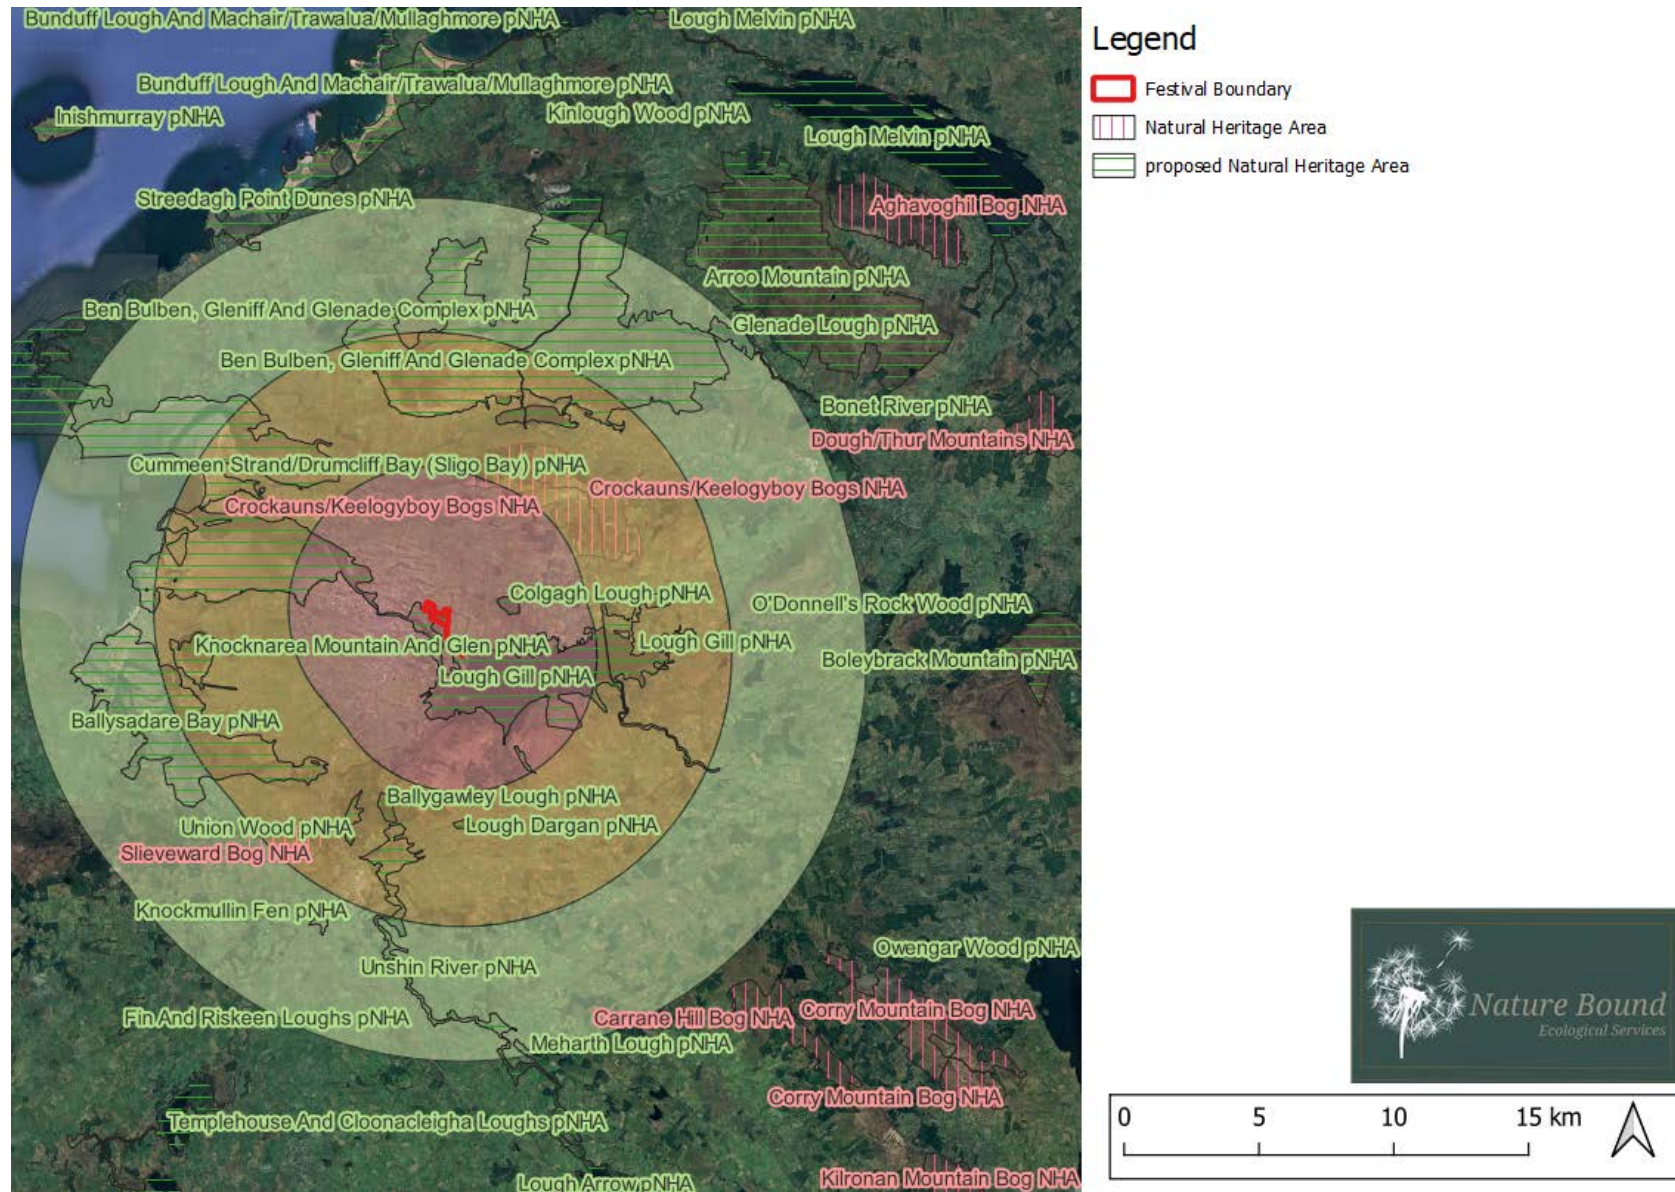 Bunduff Lough And Machair/Trawalua/Mullaghmore pNHA
Lough Melvin pNHA
Bunduff Lough And Machair/Trawalua/Mullaghmore pNHA
Inishmurray pNHA
Kinlough Wood pNHA
Lough Melvin pNHA
Streedagh Point Dunes pNHA
Aghavoghil Bog NHA
Arroo Mountain pNHA
Ben Bulben, Gleniff And Glenade Complex pNHA
Glenade Lough pNHA
Ben Bulben, Gleniff And Glenade Complex pNHA
Bonet River pNHA
Dough/Thur Mountains NHA
Cummeen Strand/Drumcliff Bay (Sligo Bay) pNHA
Crockauns/Keelogyboy Bogs NHA
Crockauns/Keelogyboy Bogs NHA
Colgagh Lough pNHA
O'Donnell's Rock Wood pNHA
Knocknarea Mountain And Glen pNHA
Lough Gill pNHA
Boleybrack Mountain pNHA
Lough Gill pNHA
Ballysadare Bay pNHA
Ballygawley Lough pNHA
Union Wood pNHA
Lough Dargan pNHA
Slieveward Bog NHA
Knockmullin Fen pNHA
Owengar Wood pNHA
Unshin River pNHA
Fin And Riskeen Loughs pNHA
Carrane Hill Bog NHA
Corry Mountain Bog NHA
Meharth Lough pNHA
Corry Mountain Bog NHA
Templehouse And Cloonacleigha Loughs pNHA
Lough Arrow pNHA
Kilronan Mountain Bog NHA
Legend
Festival Boundary
Natural Heritage Area
proposed Natural Heritage Area
Nature Bound
Ecological Services
0 5 10 15 km